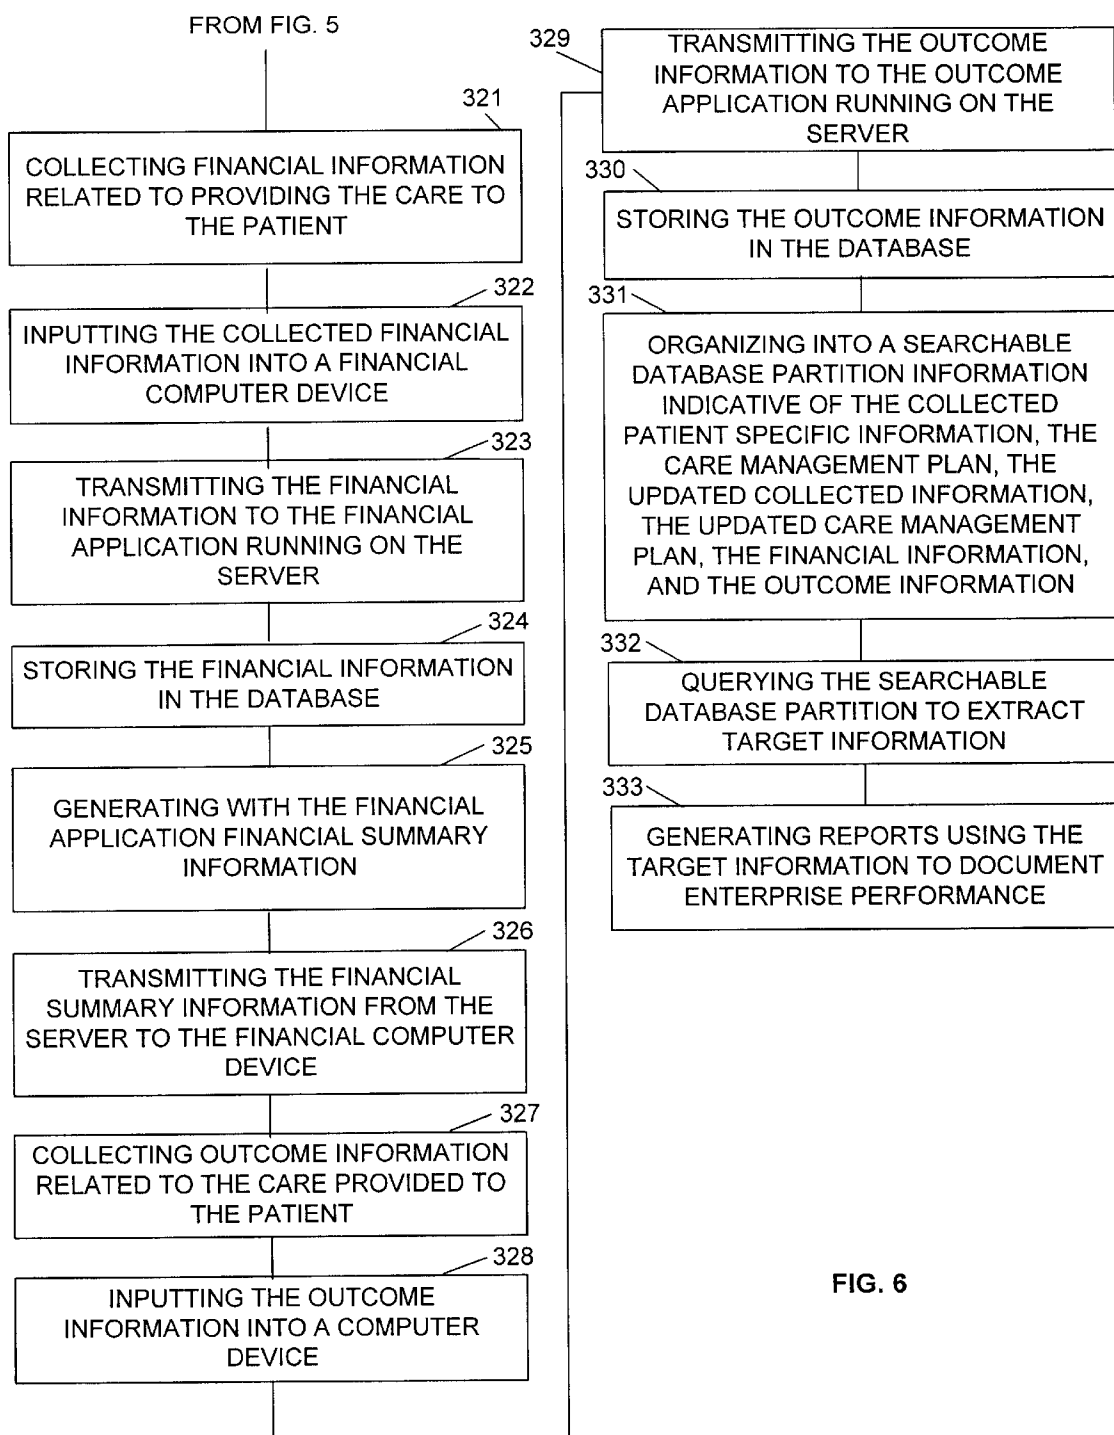 FROM FIG. 5
321
COLLECTING FINANCIAL INFORMATION
RELATED TO PROVIDING THE CARE TO
THE PATIENT
322
INPUTTING THE COLLECTED FINANCIAL
INFORMATION INTO A FINANCIAL
COMPUTER DEVICE
323
TRANSMITTING THE FINANCIAL
INFORMATION TO THE FINANCIAL
APPLICATION RUNNING ON THE
SERVER
324
STORING THE FINANCIAL INFORMATION
IN THE DATABASE
325
GENERATING WITH THE FINANCIAL
APPLICATION FINANCIAL SUMMARY
INFORMATION
326
TRANSMITTING THE FINANCIAL
SUMMARY INFORMATION FROM THE
SERVER TO THE FINANCIAL COMPUTER
DEVICE
327
COLLECTING OUTCOME INFORMATION
RELATED TO THE CARE PROVIDED TO
THE PATIENT
328
INPUTTING THE OUTCOME
INFORMATION INTO A COMPUTER
DEVICE
329
TRANSMITTING THE OUTCOME
INFORMATION TO THE OUTCOME
APPLICATION RUNNING ON THE
SERVER
330
STORING THE OUTCOME INFORMATION
IN THE DATABASE
331
ORGANIZING INTO A SEARCHABLE
DATABASE PARTITION INFORMATION
INDICATIVE OF THE COLLECTED
PATIENT SPECIFIC INFORMATION, THE
CARE MANAGEMENT PLAN, THE
UPDATED COLLECTED INFORMATION,
THE UPDATED CARE MANAGEMENT
PLAN, THE FINANCIAL INFORMATION,
AND THE OUTCOME INFORMATION
332
QUERYING THE SEARCHABLE
DATABASE PARTITION TO EXTRACT
TARGET INFORMATION
333
GENERATING REPORTS USING THE
TARGET INFORMATION TO DOCUMENT
ENTERPRISE PERFORMANCE
FIG. 6